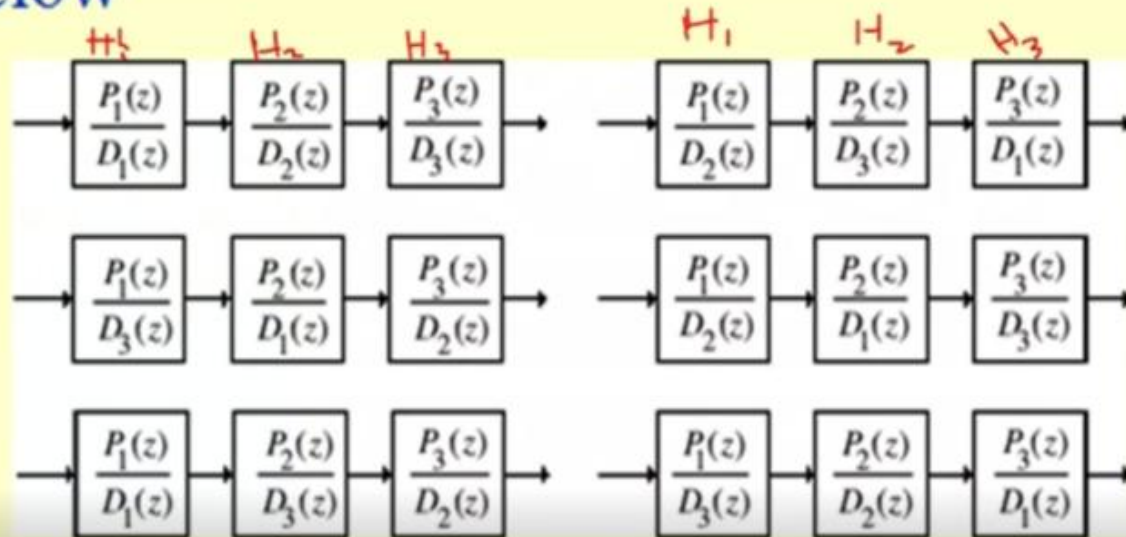 H1 H2 H3 H1 H2 H3
P1(z) P2(z) P3(z) P1(z) P2(z) P3(z)
D1(z) D2(z) D3(z) D2(z) D3(z) D1(z)
P1(z) P2(z) P3(z) P1(z) P2(z) P3(z)
D3(z) D1(z) D2(z) D2(z) D1(z) D3(z)
P1(z) P2(z) P3(z) P1(z) P2(z) P3(z)
D1(z) D3(z) D2(z) D3(z) D2(z) D1(z)